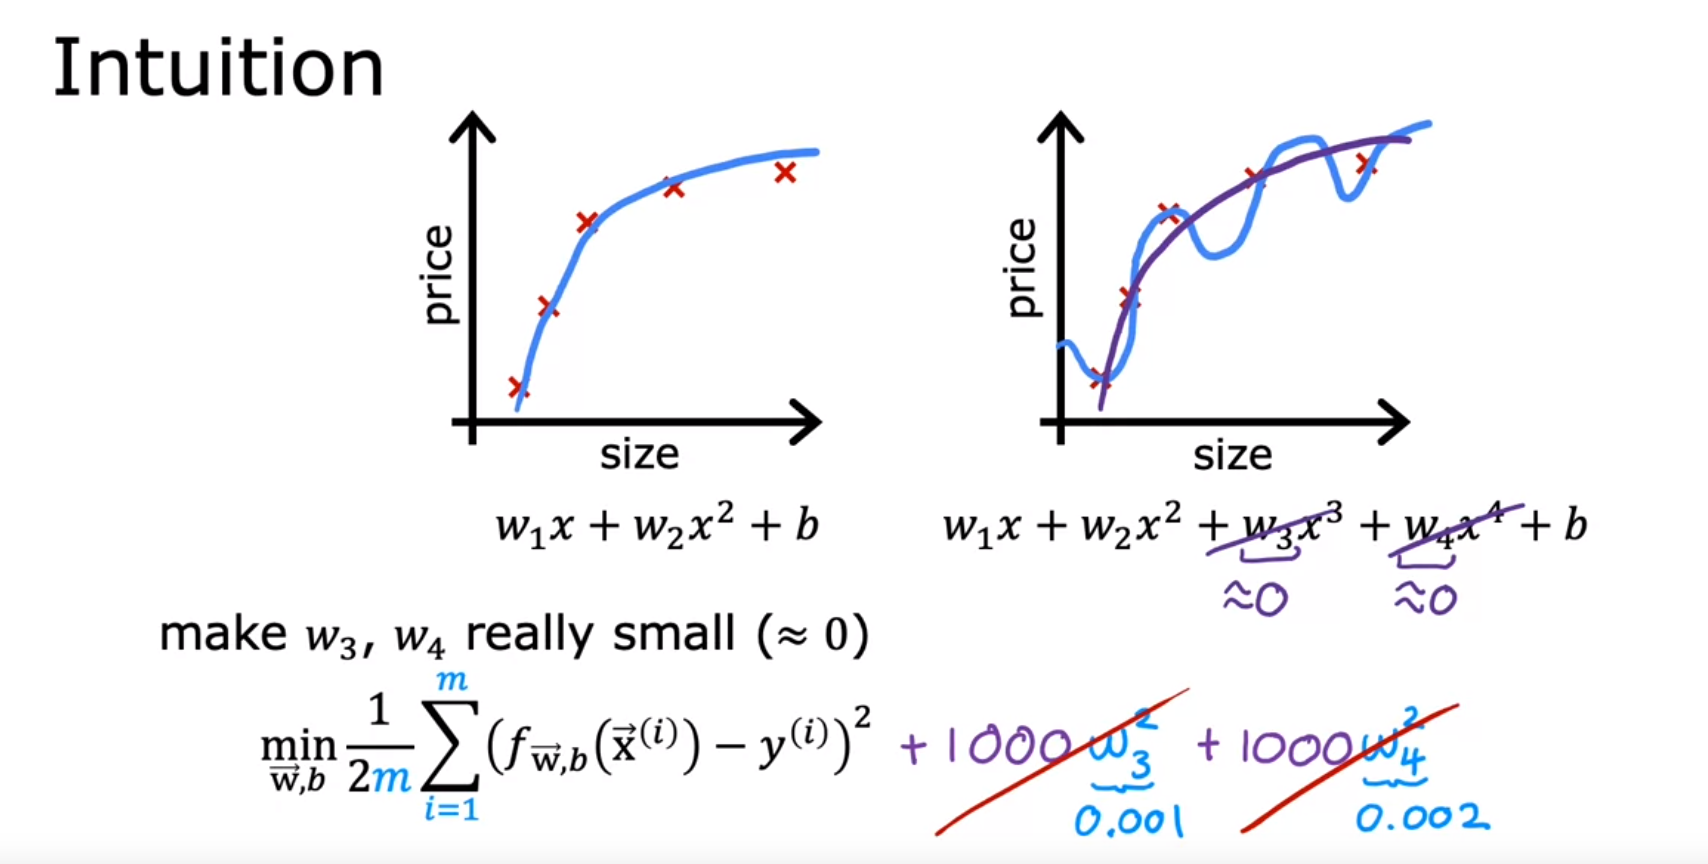 Intuition
price
size
price
size
w₁x + w₂x² + b
w₁x + w₂x² + w₃x³ + w₄x⁴ + b
≈0
≈0
make w₃, w₄ really small (≈ 0)
min w⃗,b 1/2m m∑i=1 (f w⃗,b(x⃗⁽ⁱ⁾) − y⁽ⁱ⁾)² + 1000 w₃² + 1000 w₄²
0.001
0.002